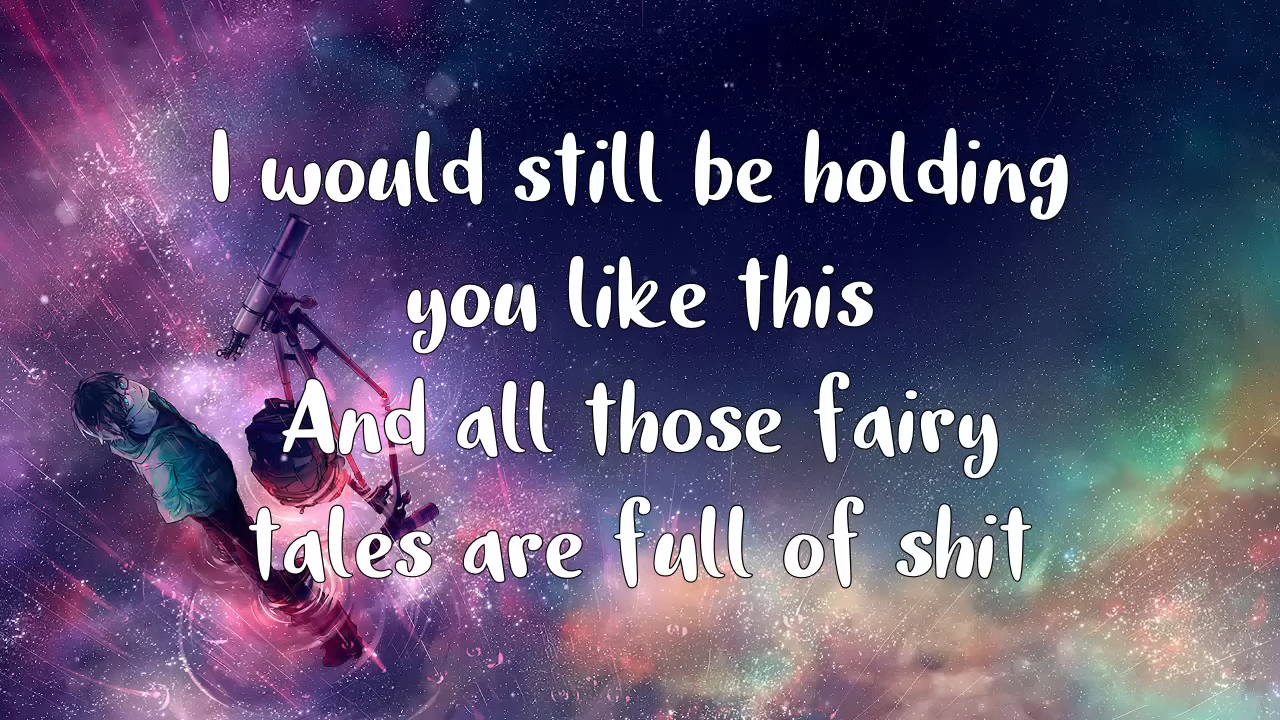 I would still be holding
you like this
And all those fairy
tales are full of shit